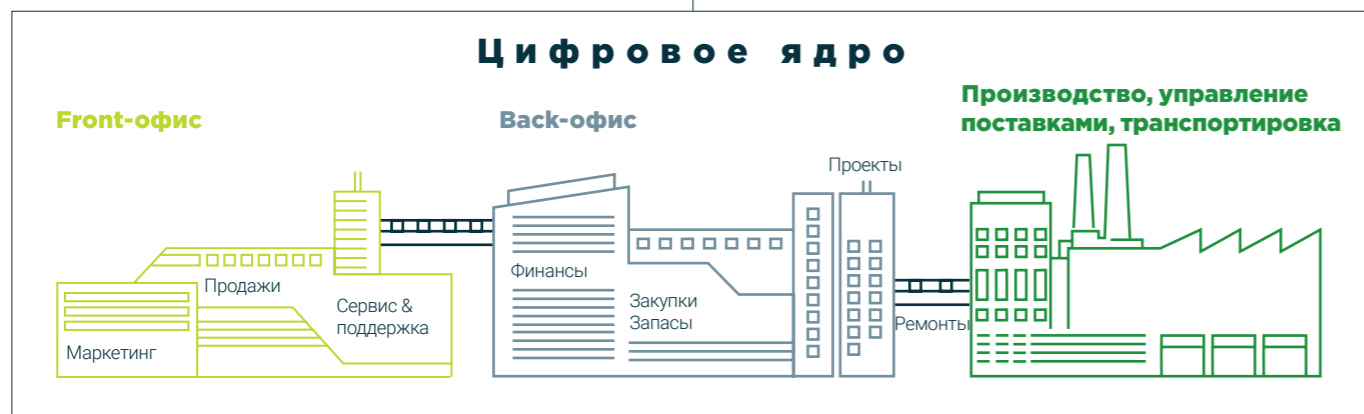 Цифровое ядро
Front-офис
Back-офис
Производство, управление
поставками, транспортировка
Проекты
Финансы
Продажи
Закупки
Запасы
Сервис &
поддержка
Ремонты
Маркетинг